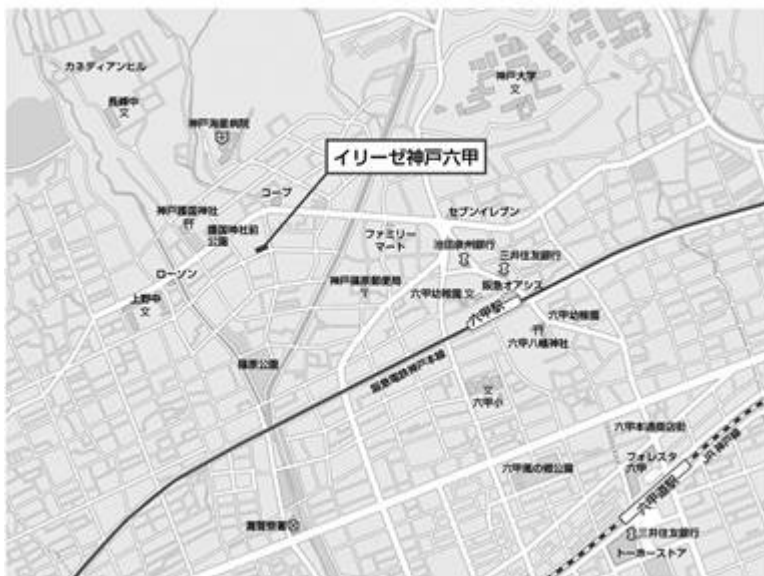 カネディアンヒル
長峰中
神戸大学
神戸海星病院
イリーゼ神戸六甲
コープ
神戸護国神社
護国神社前
公園
セブンイレブン
ファミリー
マート
池田泉州銀行
三井住友銀行
ローソン
神戸篠原郵便局
六甲幼稚園
阪急オアシス
上野中
六甲駅
六甲幼稚園
六甲八幡神社
篠原公園
阪急電鉄神戸本線
六甲小
六甲本通商店街
JR神戸線
フォレスタ
六甲
六甲風の郷公園
六甲道駅
灘警察署
三井住友銀行
トーホーストア